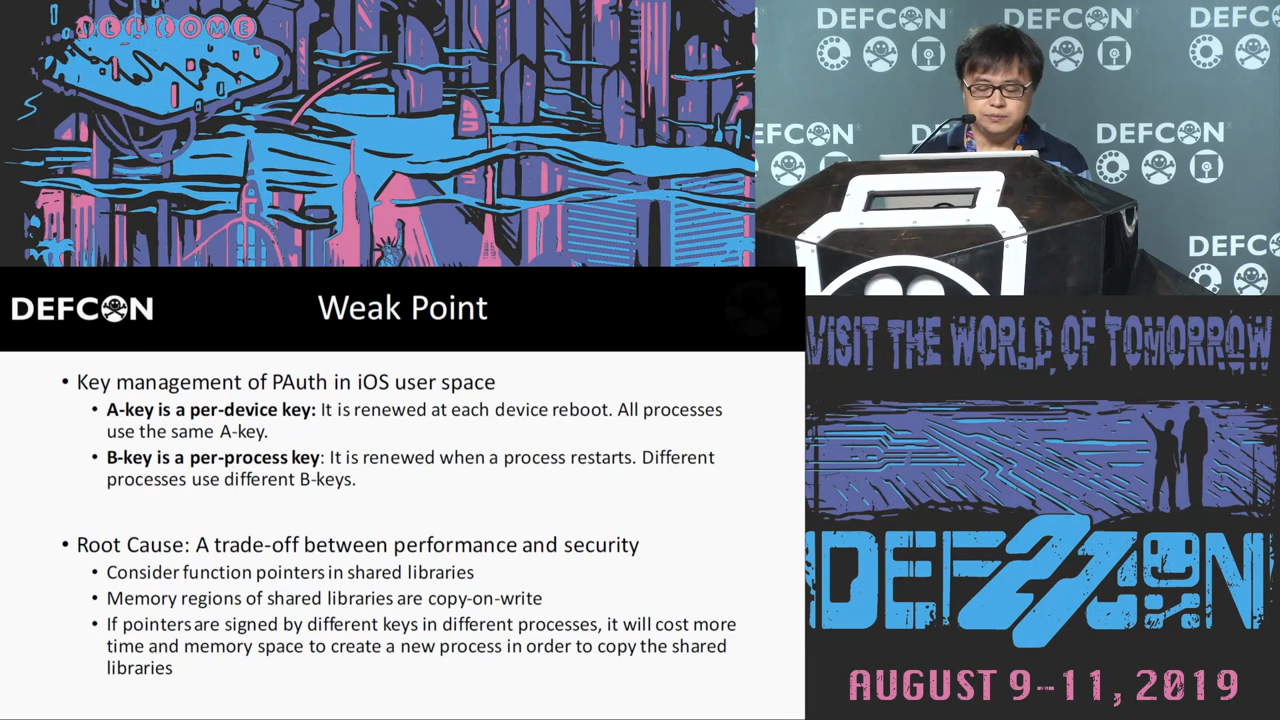 WELCOME
DEFCON
DEFCON
DEFC
DEFCON
DEFCON
DEFC
DEFCON
Weak Point
• Key management of PAuth in iOS user space
• A-key is a per-device key: It is renewed at each device reboot. All processes
use the same A-key.
• B-key is a per-process key: It is renewed when a process restarts. Different
processes use different B-keys.
• Root Cause: A trade-off between performance and security
• Consider function pointers in shared libraries
• Memory regions of shared libraries are copy-on-write
• If pointers are signed by different keys in different processes, it will cost more
time and memory space to create a new process in order to copy the shared
libraries
VISIT THE WORLD OF TOMORROW
DEF27CON
AUGUST 9-11, 2019